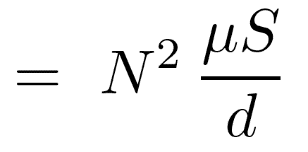 = N² μS/d